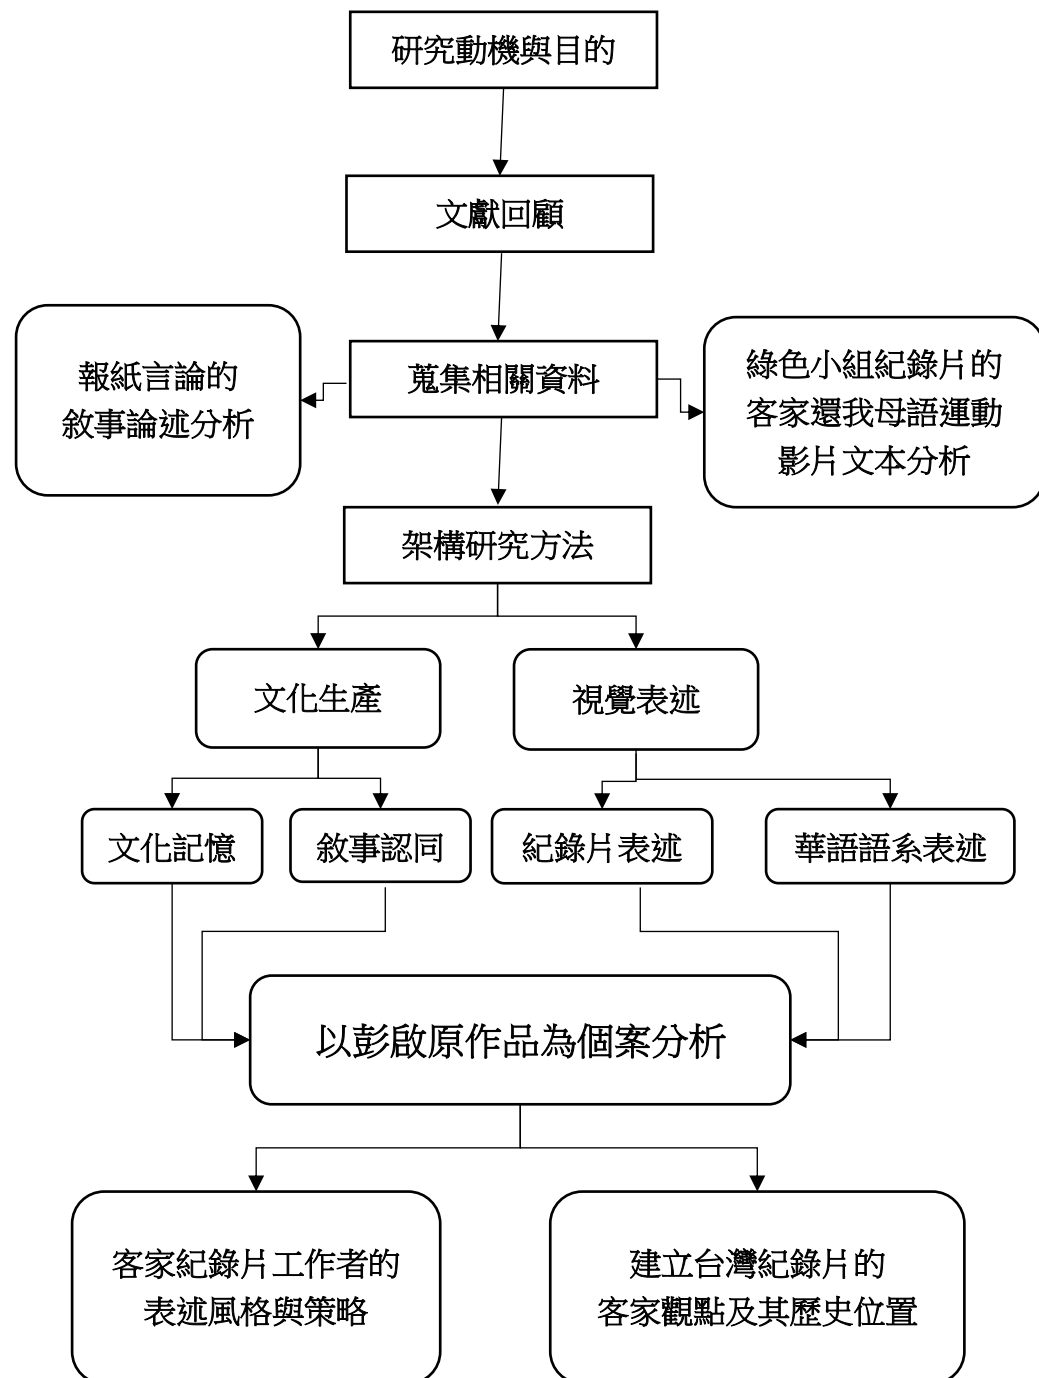 研究動機與目的
文獻回顧
報紙言論的
敘事論述分析
蒐集相關資料
綠色小組紀錄片的
客家還我母語運動
影片文本分析
架構研究方法
文化生產
視覺表述
文化記憶
敘事認同
紀錄片表述
華語語系表述
以彭啟原作品為個案分析
客家紀錄片工作者的
表述風格與策略
建立台灣紀錄片的
客家觀點及其歷史位置